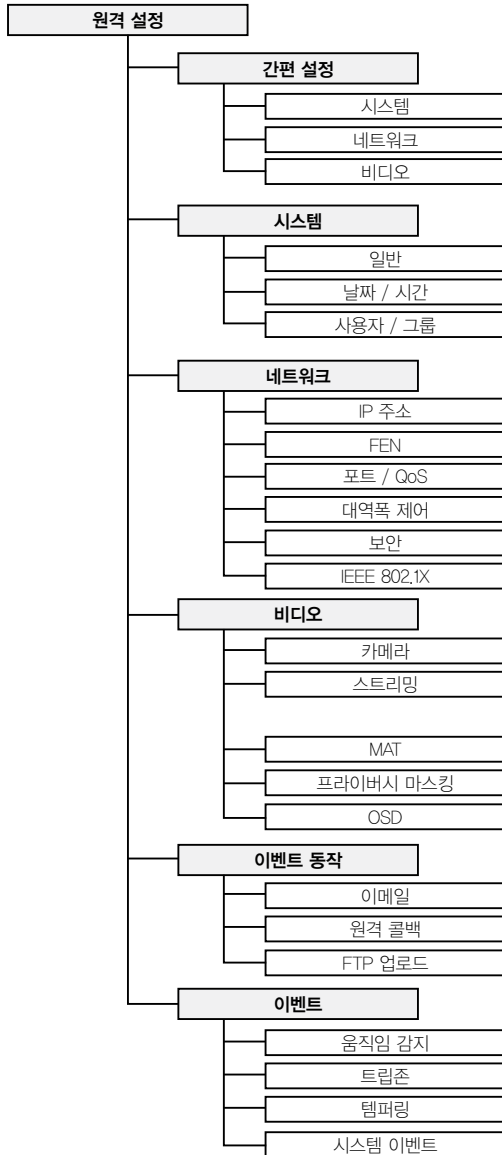 원격 설정
간편 설정
시스템
네트워크
비디오
시스템
일반
날짜 / 시간
사용자 / 그룹
네트워크
IP 주소
FEN
포트 / QoS
대역폭 제어
보안
IEEE 802.1X
비디오
카메라
스트리밍
MAT
프라이버시 마스킹
OSD
이벤트 동작
이메일
원격 콜백
FTP 업로드
이벤트
움직임 감지
트립존
템퍼링
시스템 이벤트